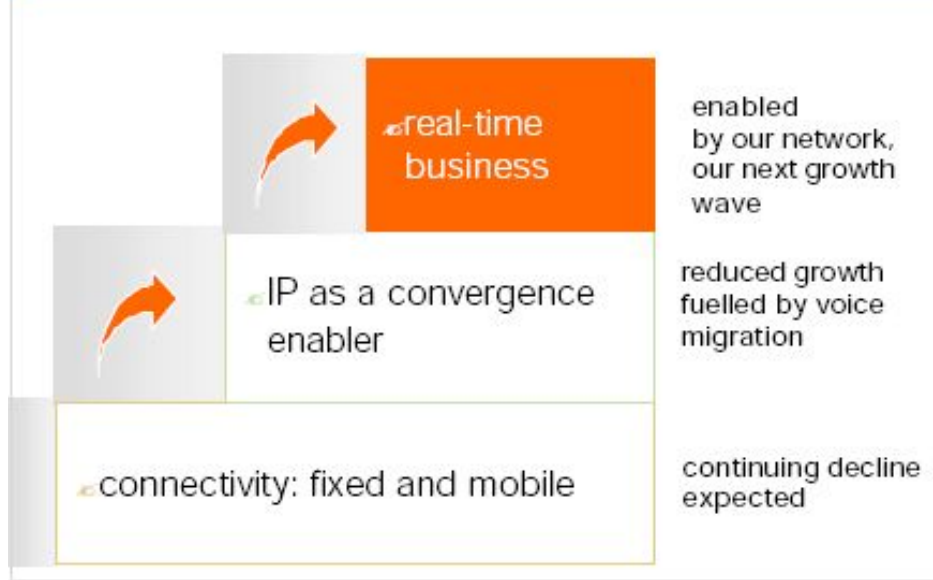 real-time
business
enabled
by our network,
our next growth
wave
IP as a convergence
enabler
reduced growth
fuelled by voice
migration
connectivity: fixed and mobile
continuing decline
expected